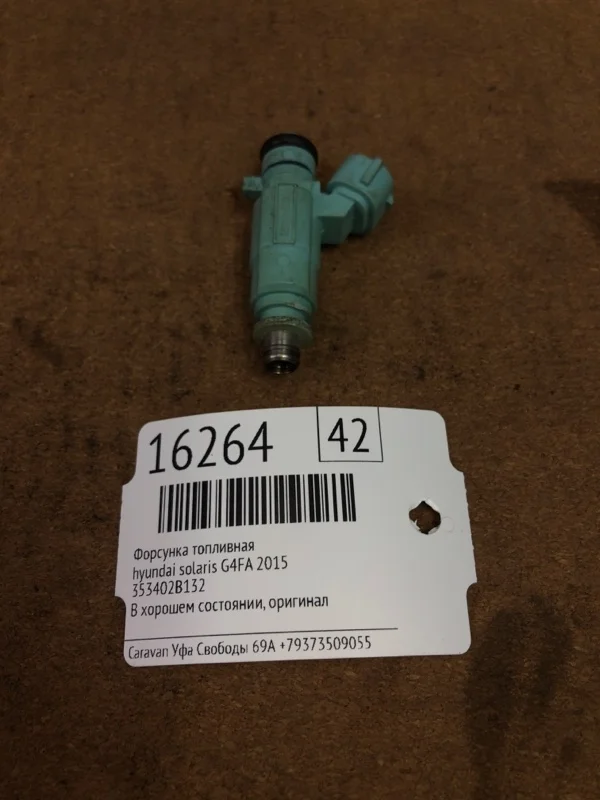 16264 42
Форсунка топливная
hyundai solaris G4FA 2015
353402B132
В хорошем состоянии, оригинал
Caravan Уфа Свободы 69А +79373509055